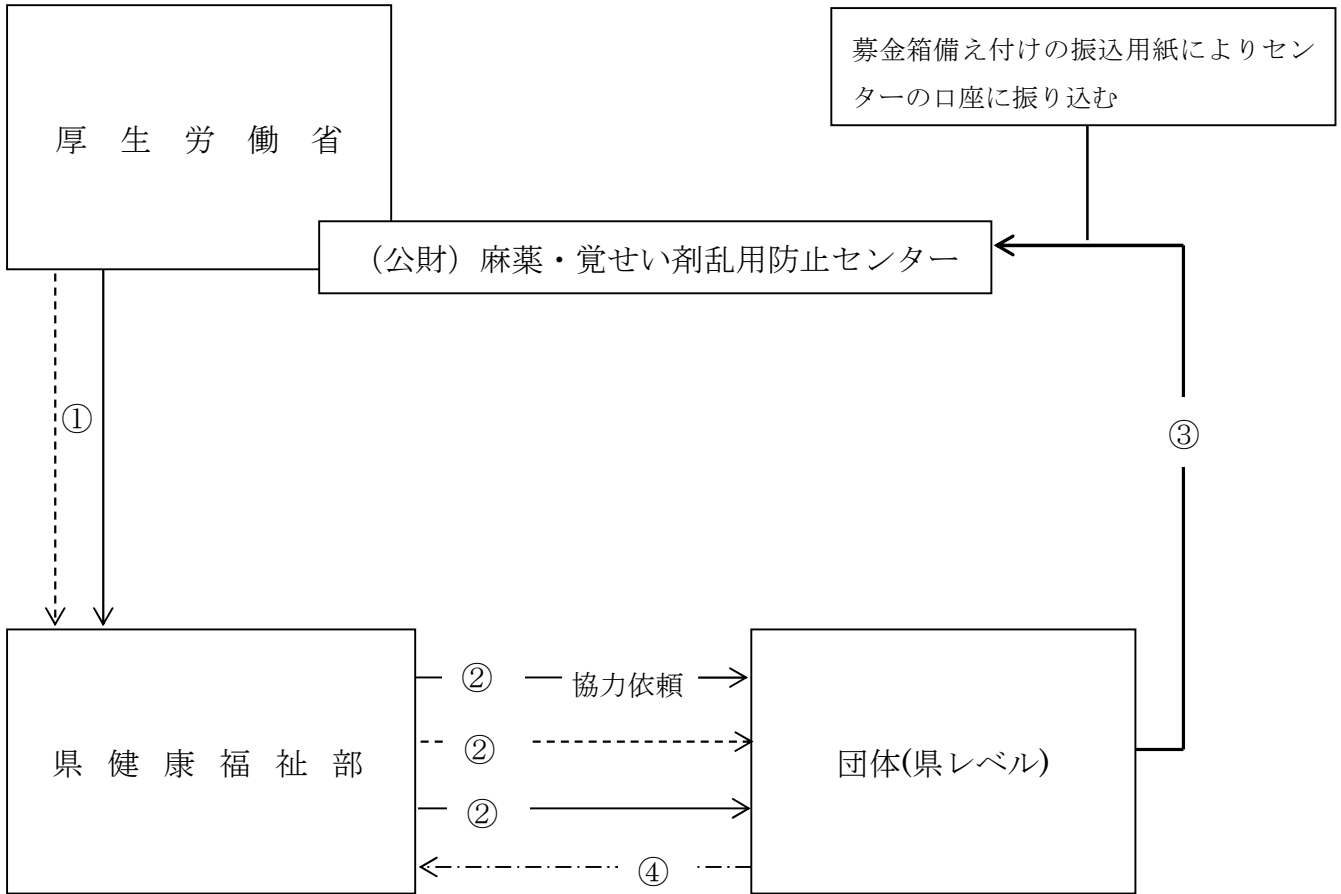 厚生労働省
募金箱備え付けの振込用紙によりセン
ターの口座に振り込む
（公財）麻薬・覚せい剤乱用防止センター
①
③
② 協力依頼
②
②
④
県健康福祉部
団体(県レベル)